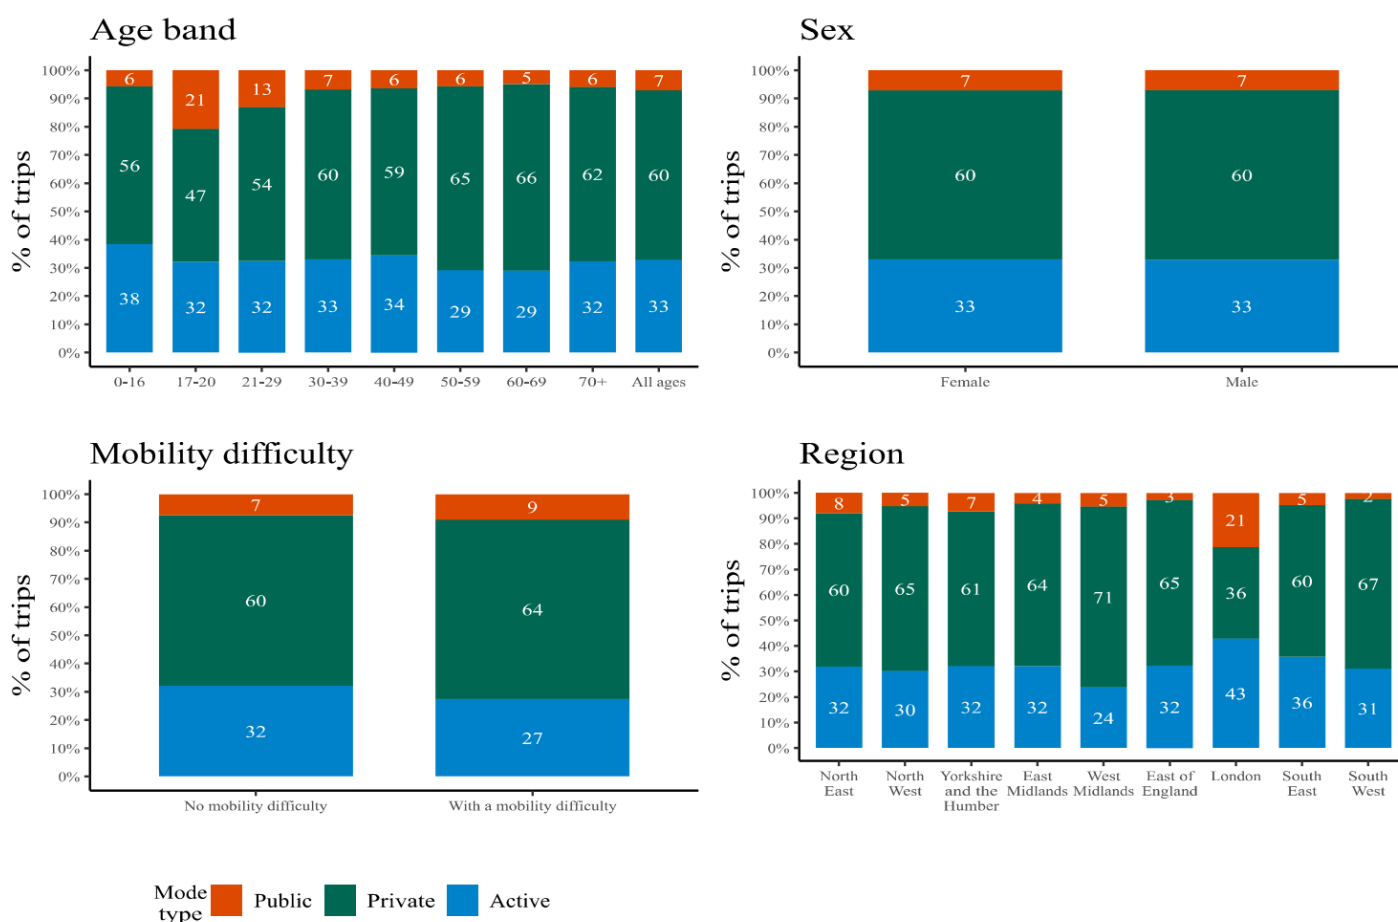 Age band
% of trips
100%
90%
80%
70%
60%
50%
40%
30%
20%
10%
0%
6 21 13 7 6 6 5 6 7
56 47 54 60 59 65 66 62 60
38 32 32 33 34 29 29 32 33
0-16 17-20 21-29 30-39 40-49 50-59 60-69 70+ All ages
Sex
% of trips
100%
90%
80%
70%
60%
50%
40%
30%
20%
10%
0%
7 7
60 60
33 33
Female Male
Mobility difficulty
% of trips
100%
90%
80%
70%
60%
50%
40%
30%
20%
10%
0%
7 9
60 64
32 27
No mobility difficulty With a mobility difficulty
Region
% of trips
100%
90%
80%
70%
60%
50%
40%
30%
20%
10%
0%
8 5 7 4 5 3 21 5 2
60 65 61 64 71 65 36 60 67
32 30 32 32 24 32 43 36 31
North North Yorkshire East West East of London South South
East West and the Midlands Midlands England East West
Humber
Mode
type
Public Private Active